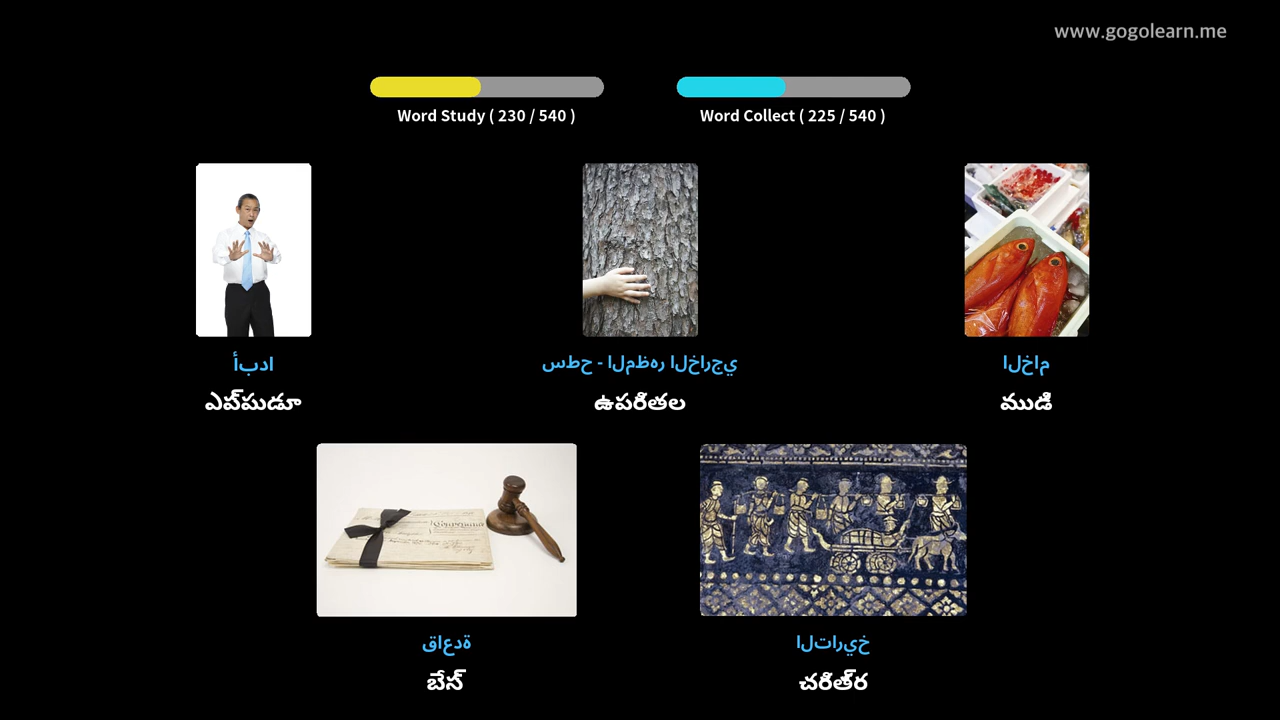 www.gogolearn.me
Word Study ( 230 / 540 )
Word Collect ( 225 / 540 )
أبدا
سطح - المظهر الخارجي
الخام
ఎప్పుడూ
ఉపరితల
ముడి
قاعدة
التاريخ
బేస్
చరిత్ర